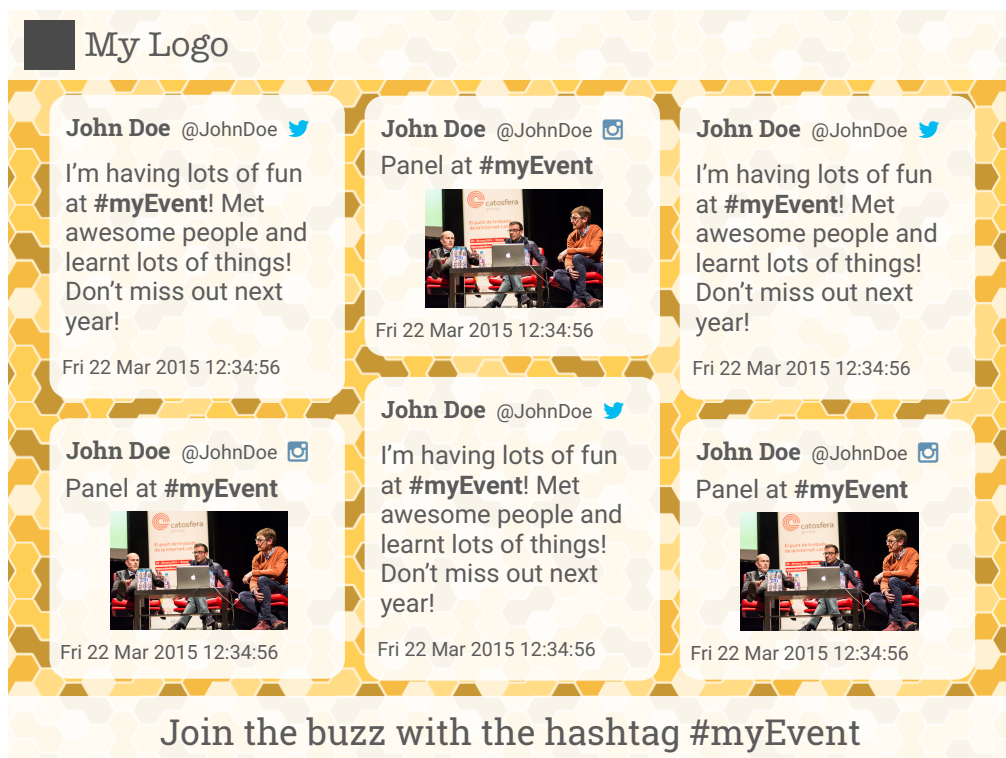 My Logo
John Doe @JohnDoe
I'm having lots of fun
at #myEvent! Met
awesome people and
learnt lots of things!
Don't miss out next
year!
Fri 22 Mar 2015 12:34:56
John Doe @JohnDoe
Panel at #myEvent
catosfera
Fri 22 Mar 2015 12:34:56
John Doe @JohnDoe
Panel at #myEvent
catosfera
El punt de trobada
de la Internet
Fri 22 Mar 2015 12:34:56
John Doe @JohnDoe
I'm having lots of fun
at #myEvent! Met
awesome people and
learnt lots of things!
Don't miss out next
year!
Fri 22 Mar 2015 12:34:56
John Doe @JohnDoe
I'm having lots of fun
at #myEvent! Met
awesome people and
learnt lots of things!
Don't miss out next
year!
Fri 22 Mar 2015 12:34:56
John Doe @JohnDoe
Panel at #myEvent
catosfera
Fri 22 Mar 2015 12:34:56
Join the buzz with the hashtag #myEvent